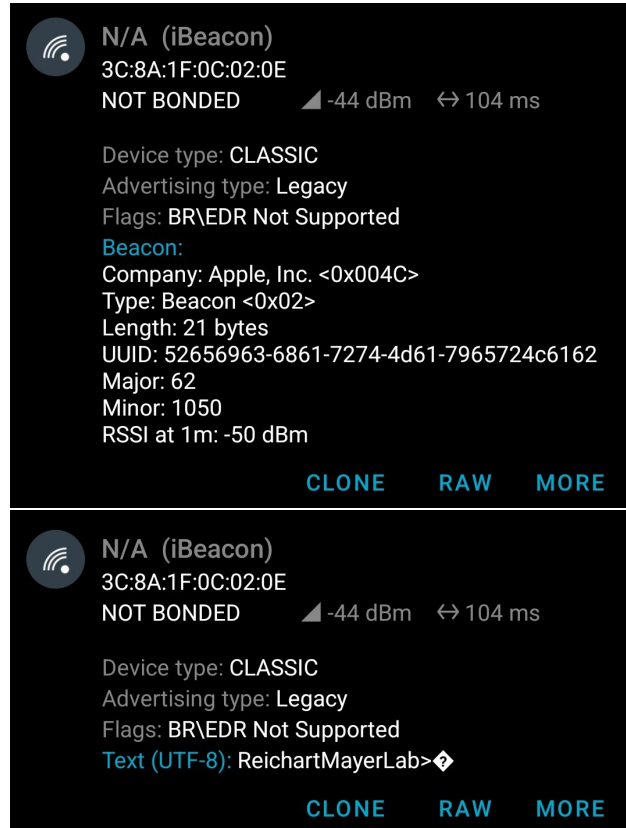 N/A (iBeacon)
3C:8A:1F:0C:02:0E
NOT BONDED -44 dBm 104 ms
Device type: CLASSIC
Advertising type: Legacy
Flags: BR\EDR Not Supported
Beacon:
Company: Apple, Inc. <0x004C>
Type: Beacon <0x02>
Length: 21 bytes
UUID: 52656963-6861-7274-4d61-7965724c6162
Major: 62
Minor: 1050
RSSI at 1m: -50 dBm
CLONE RAW MORE
N/A (iBeacon)
3C:8A:1F:0C:02:0E
NOT BONDED -44 dBm 104 ms
Device type: CLASSIC
Advertising type: Legacy
Flags: BR\EDR Not Supported
Text (UTF-8): ReichartMayerLab>�
CLONE RAW MORE